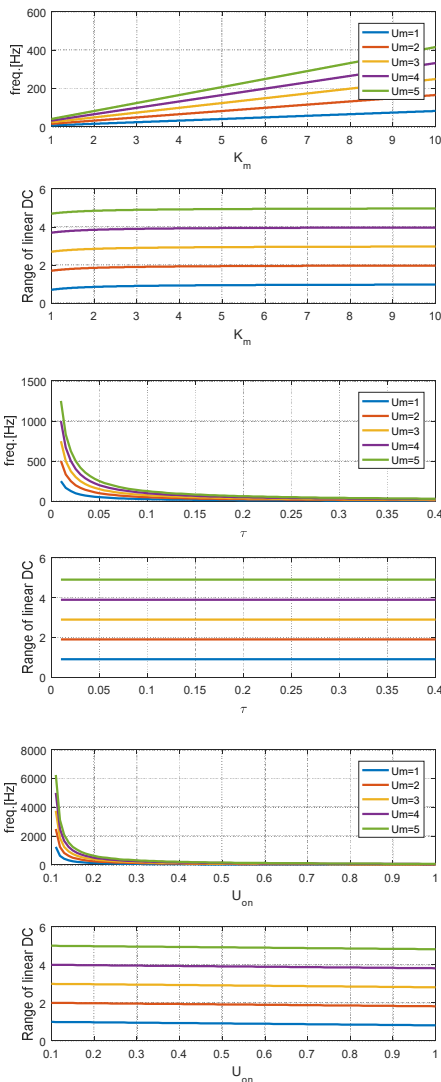 600
400
200
0
freq.[Hz]
Um=1
Um=2
Um=3
Um=4
Um=5
1 2 3 4 5 6 7 8 9 10
K_m
6
4
2
0
Range of linear DC
1 2 3 4 5 6 7 8 9 10
K_m
1500
1000
500
0
freq.[Hz]
Um=1
Um=2
Um=3
Um=4
Um=5
0 0.05 0.1 0.15 0.2 0.25 0.3 0.35 0.4
τ
6
4
2
0
Range of linear DC
0 0.05 0.1 0.15 0.2 0.25 0.3 0.35 0.4
τ
8000
6000
4000
2000
0
freq.[Hz]
Um=1
Um=2
Um=3
Um=4
Um=5
0.1 0.2 0.3 0.4 0.5 0.6 0.7 0.8 0.9 1
U_on
6
4
2
0
Range of linear DC
0.1 0.2 0.3 0.4 0.5 0.6 0.7 0.8 0.9 1
U_on